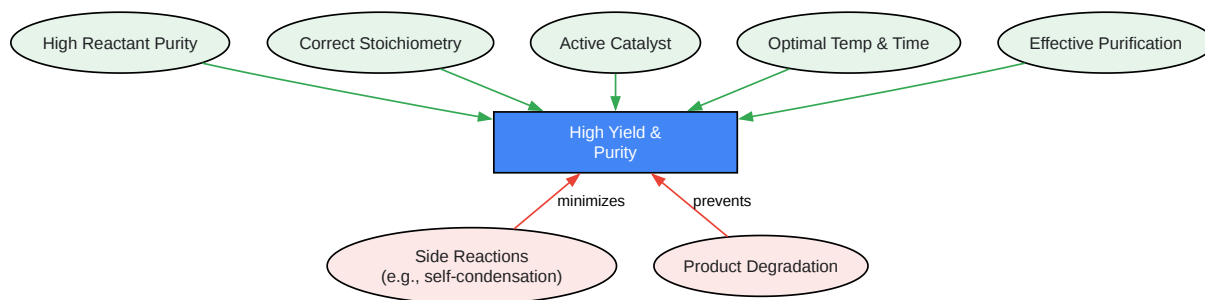 High Reactant Purity
Correct Stoichiometry
Active Catalyst
Optimal Temp & Time
Effective Purification
High Yield &
Purity
minimizes
prevents
Side Reactions
(e.g., self-condensation)
Product Degradation